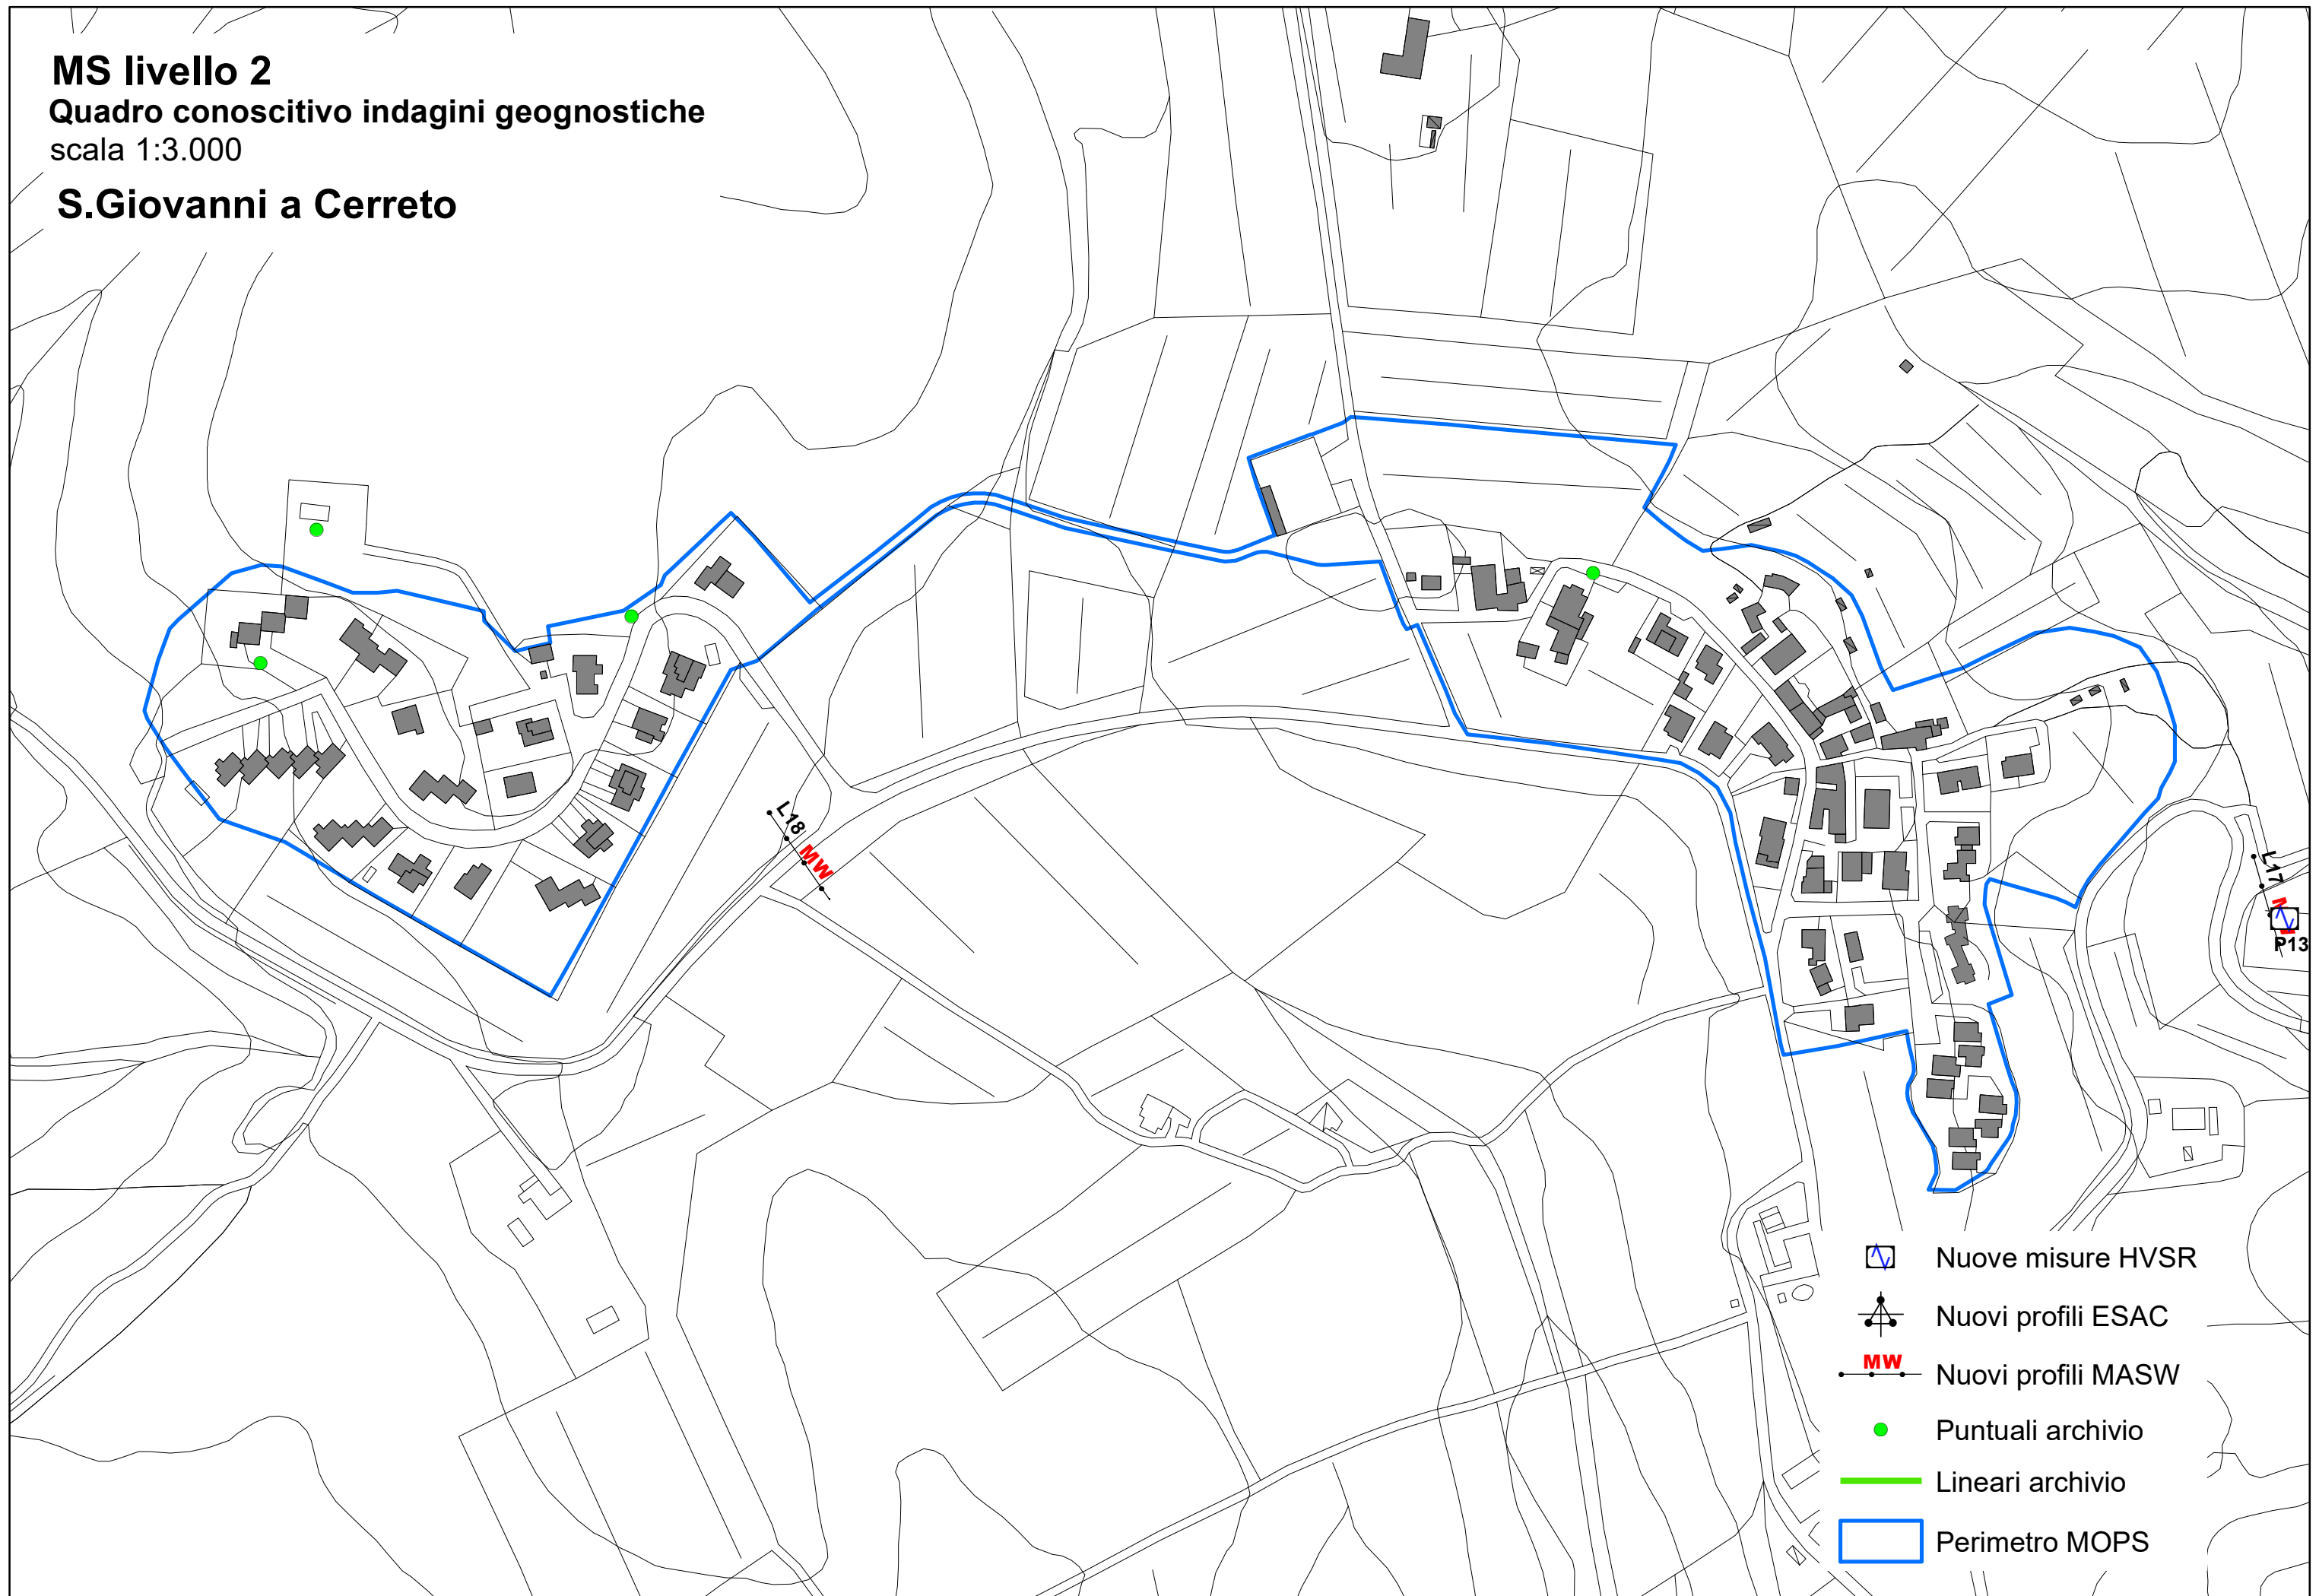 MS livello 2
Quadro conoscitivo indagini geognostiche
scala 1:3.000
S.Giovanni a Cerreto
L18
MW
L17
MW
P13
Nuove misure HVSR
Nuovi profili ESAC
MW
Nuovi profili MASW
Puntuali archivio
Lineari archivio
Perimetro MOPS